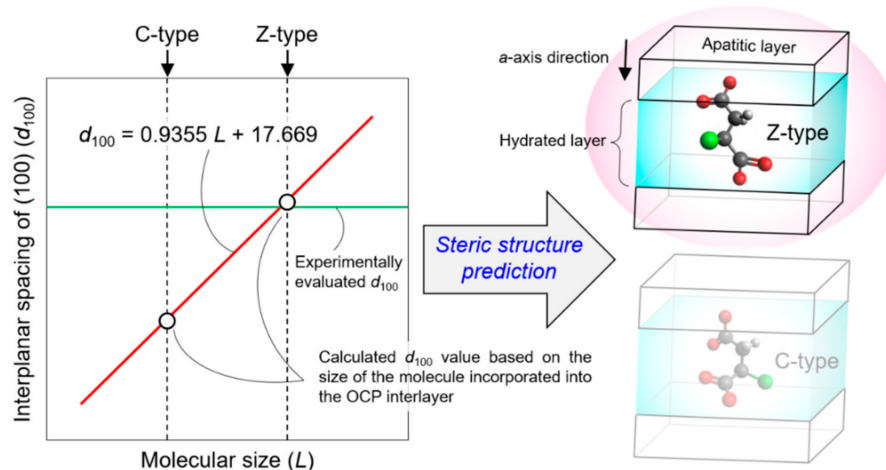 C-type
Z-type
d₁₀₀ = 0.9355 L + 17.669
Experimentally
evaluated d₁₀₀
Calculated d₁₀₀ value based on the
size of the molecule incorporated into
the OCP interlayer
Interplanar spacing of (100) (d₁₀₀)
Molecular size (L)
Steric structure
prediction
a-axis direction
Apatitic layer
Hydrated layer
Z-type
C-type